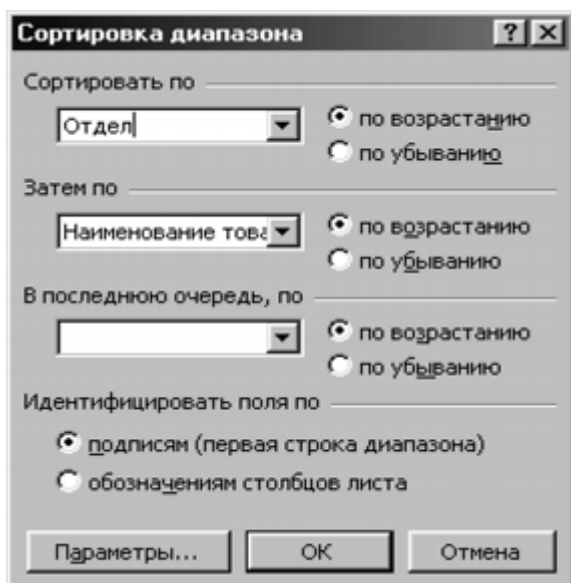 Сортировка диапазона
Сортировать по
Отдел
по возрастанию
по убыванию
Затем по
Наименование това
по возрастанию
по убыванию
В последнюю очередь, по
по возрастанию
по убыванию
Идентифицировать поля по
подписям (первая строка диапазона)
обозначениям столбцов листа
Параметры... ОК Отмена